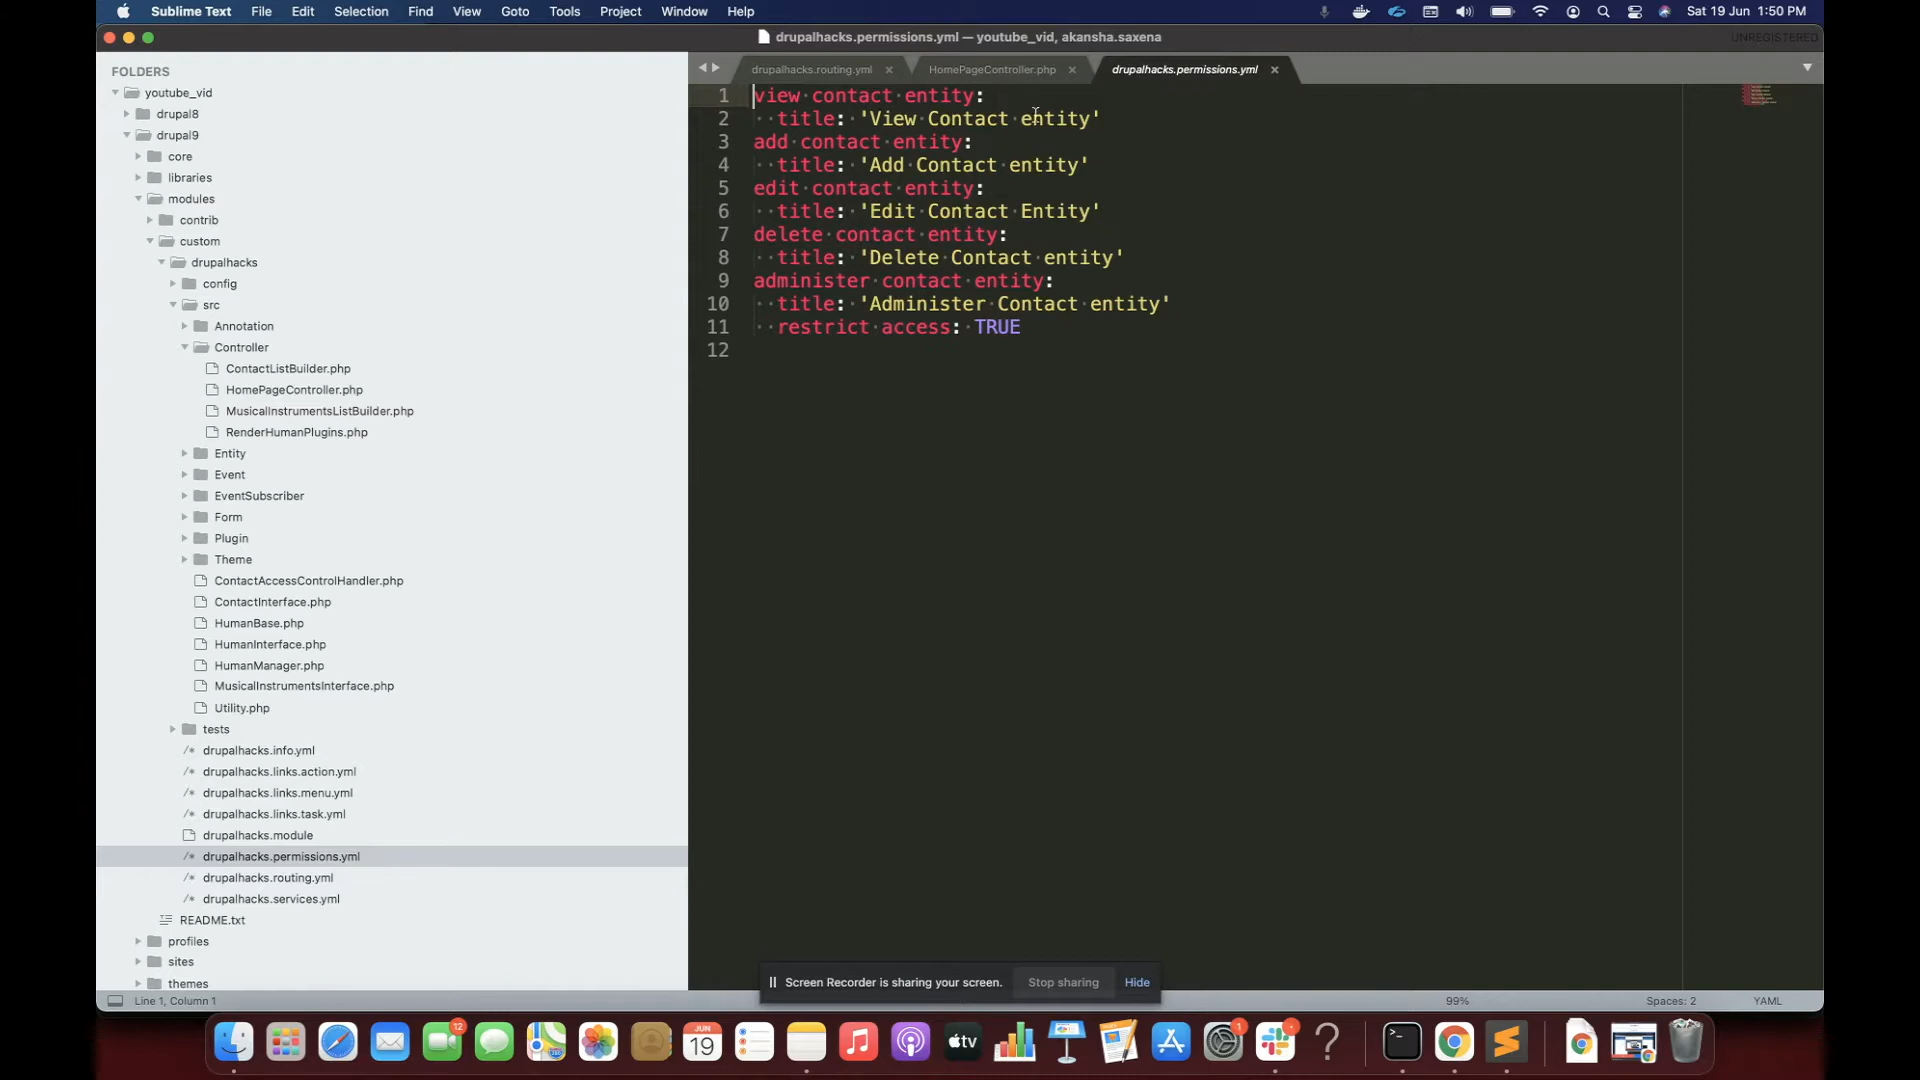 Sublime Text File Edit Selection Find View Goto Tools Project Window Help
Sat 19 Jun 1:50 PM
drupalhacks.permissions.yml — youtube_vid, akansha.saxena
UNREGISTERED
FOLDERS
youtube_vid
drupal8
drupal9
core
libraries
modules
contrib
custom
drupalhacks
config
src
Annotation
Controller
ContactListBuilder.php
HomePageController.php
MusicalInstrumentsListBuilder.php
RenderHumanPlugins.php
Entity
Event
EventSubscriber
Form
Plugin
Theme
ContactAccessControlHandler.php
ContactInterface.php
HumanBase.php
HumanInterface.php
HumanManager.php
MusicalInstrumentsInterface.php
Utility.php
tests
/* drupalhacks.info.yml
/* drupalhacks.links.action.yml
/* drupalhacks.links.menu.yml
/* drupalhacks.links.task.yml
drupalhacks.module
/* drupalhacks.permissions.yml
/* drupalhacks.routing.yml
/* drupalhacks.services.yml
README.txt
profiles
sites
themes
drupalhacks.routing.yml × HomePageController.php × drupalhacks.permissions.yml ×
1 view contact entity:
2 title: 'View Contact entity'
3 add contact entity:
4 title: 'Add Contact entity'
5 edit contact entity:
6 title: 'Edit Contact Entity'
7 delete contact entity:
8 title: 'Delete Contact entity'
9 administer contact entity:
10 title: 'Administer Contact entity'
11 restrict access: TRUE
12
Screen Recorder is sharing your screen. Stop sharing Hide
Line 1, Column 1
99%
Spaces: 2
YAML
12
JUN
19
tv
1